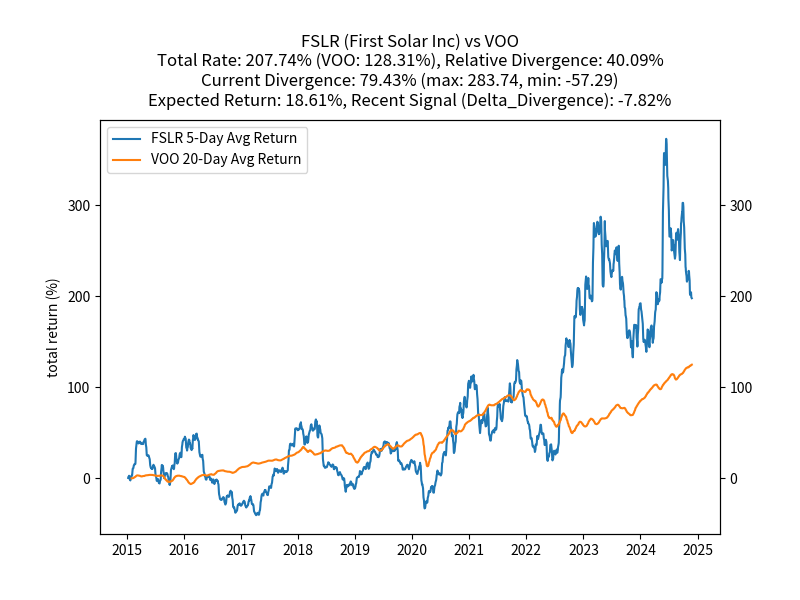 FSLR (First Solar Inc) vs VOO
Total Rate: 207.74% (VOO: 128.31%), Relative Divergence: 40.09%
Current Divergence: 79.43% (max: 283.74, min: -57.29)
Expected Return: 18.61%, Recent Signal (Delta_Divergence): -7.82%
FSLR 5-Day Avg Return
VOO 20-Day Avg Return
total return (%)
300
200
100
0
300
200
100
0
2015 2016 2017 2018 2019 2020 2021 2022 2023 2024 2025